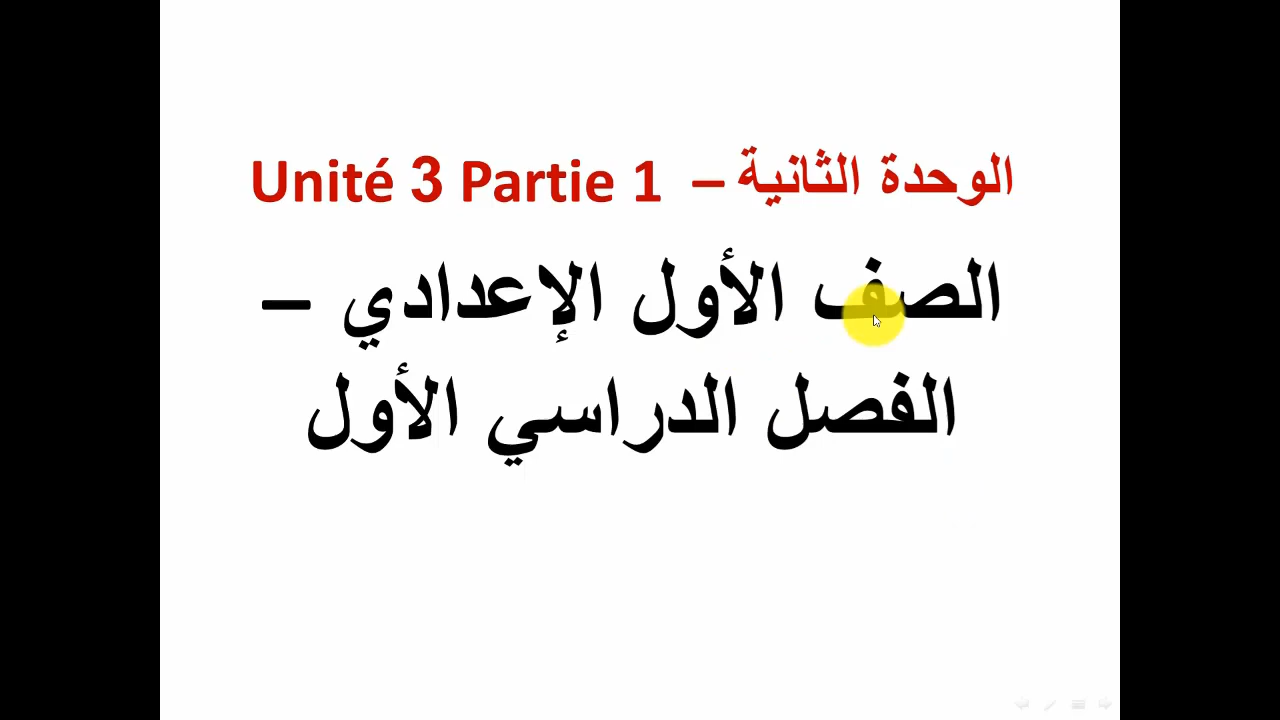 الوحدة الثانية – Unité 3 Partie 1
الصف الأول الإعدادي –
الفصل الدراسي الأول